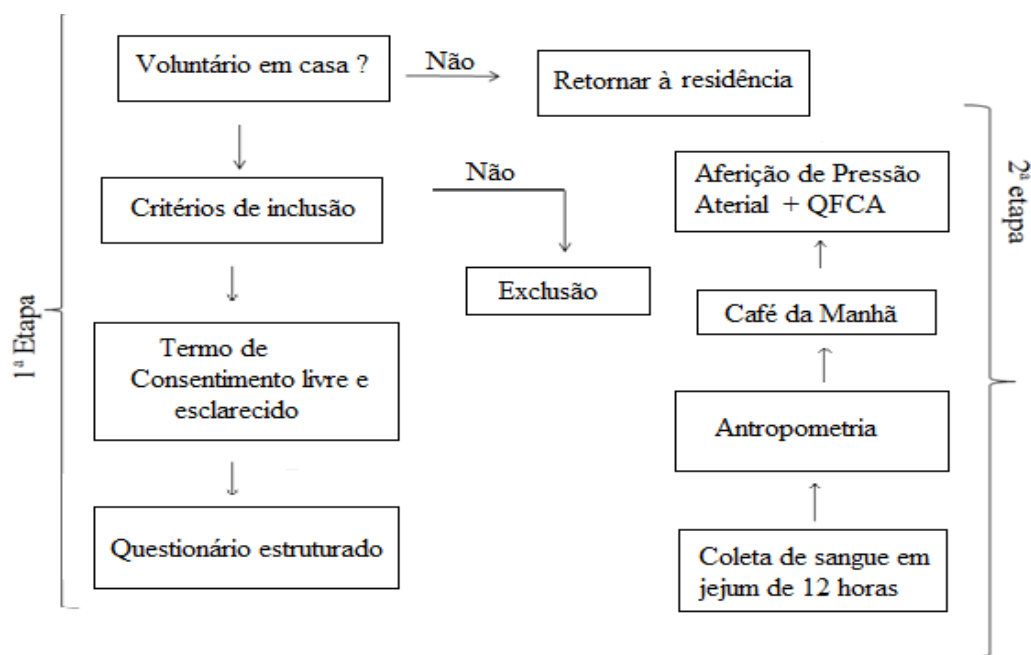 Voluntário em casa ?
Não
Retornar à residência
Critérios de inclusão
Não
Exclusão
Termo de
Consentimento livre e
esclarecido
Questionário estruturado
1ª Etapa
Aferição de Pressão
Aterial + QFCA
Café da Manhã
Antropometria
Coleta de sangue em
jejum de 12 horas
2ª etapa